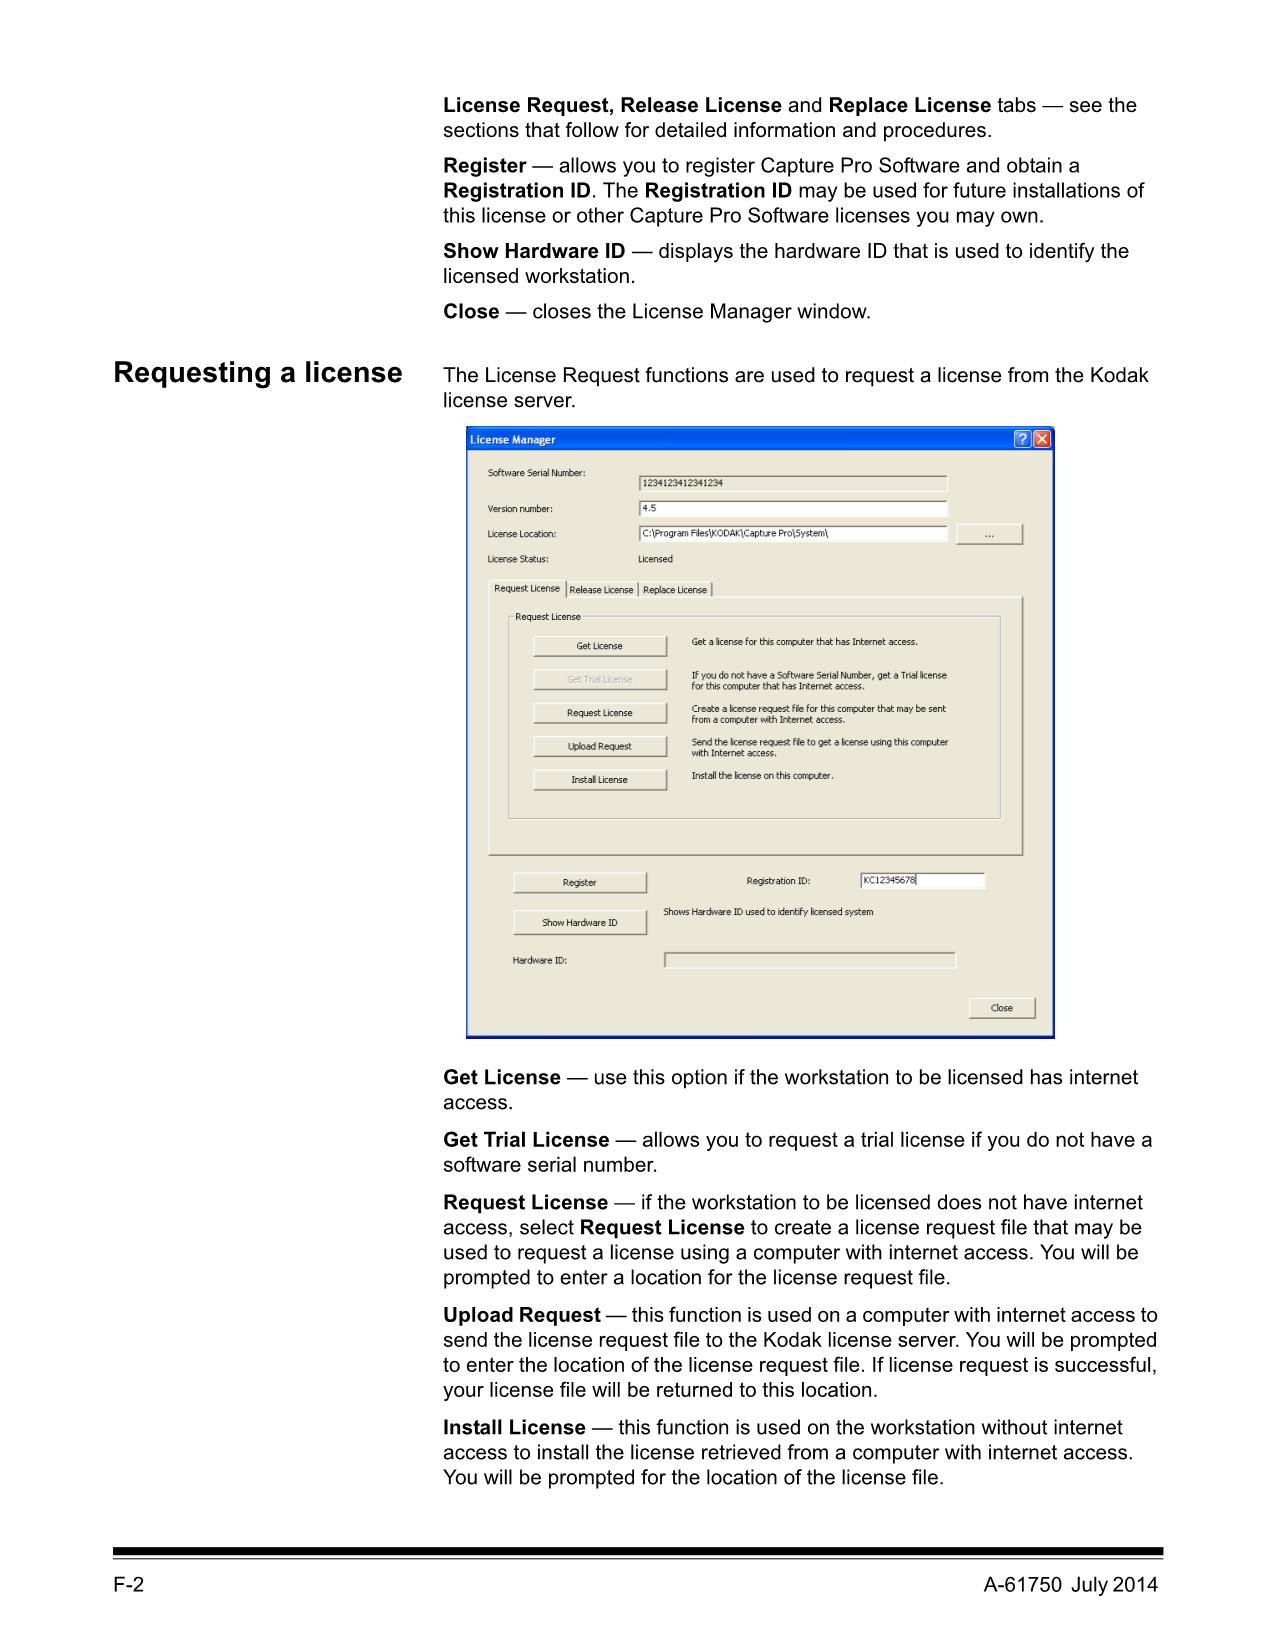 License Request, Release License and Replace License tabs — see the
sections that follow for detailed information and procedures.
Register — allows you to register Capture Pro Software and obtain a
Registration ID. The Registration ID may be used for future installations of
this license or other Capture Pro Software licenses you may own.
Show Hardware ID — displays the hardware ID that is used to identify the
licensed workstation.
Close — closes the License Manager window.
Requesting a license
The License Request functions are used to request a license from the Kodak
license server.
License Manager
Software Serial Number:
1234123412341234
Version number:
4.5
License Location:
C:\Program Files\KODAK\Capture Pro\System\
...
License Status:
Licensed
Request License Release License Replace License
Request License
Get License
Get a license for this computer that has Internet access.
Get Trial License
If you do not have a Software Serial Number, get a Trial license
for this computer that has Internet access.
Request License
Create a license request file for this computer that may be sent
from a computer with Internet access.
Upload Request
Send the license request file to get a license using this computer
with Internet access.
Install License
Install the license on this computer.
Register
Registration ID:
KC12345678
Show Hardware ID
Shows Hardware ID used to identify licensed system
Hardware ID:
Close
Get License — use this option if the workstation to be licensed has internet
access.
Get Trial License — allows you to request a trial license if you do not have a
software serial number.
Request License — if the workstation to be licensed does not have internet
access, select Request License to create a license request file that may be
used to request a license using a computer with internet access. You will be
prompted to enter a location for the license request file.
Upload Request — this function is used on a computer with internet access to
send the license request file to the Kodak license server. You will be prompted
to enter the location of the license request file. If license request is successful,
your license file will be returned to this location.
Install License — this function is used on the workstation without internet
access to install the license retrieved from a computer with internet access.
You will be prompted for the location of the license file.
F-2
A-61750 July 2014